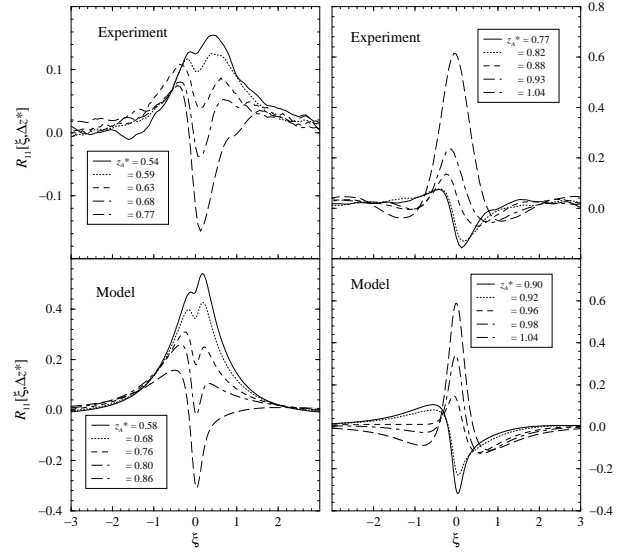 Experiment
0.1
0.0
−0.1
R₁₁[ξ,Δz*]
z_A* = 0.54
= 0.59
= 0.63
= 0.68
= 0.77
Experiment
z_A* = 0.77
= 0.82
= 0.88
= 0.93
= 1.04
0.8
0.6
0.4
0.2
0.0
Model
0.4
0.2
0.0
−0.2
−0.4
R₁₁[ξ,Δz*]
z_A* = 0.58
= 0.68
= 0.76
= 0.80
= 0.86
−3 −2 −1 0 1 2 3
ξ
Model
z_A* = 0.90
= 0.92
= 0.96
= 0.98
= 1.04
0.6
0.4
0.2
0.0
−0.2
−0.4
−2 −1 0 1 2 3
ξ